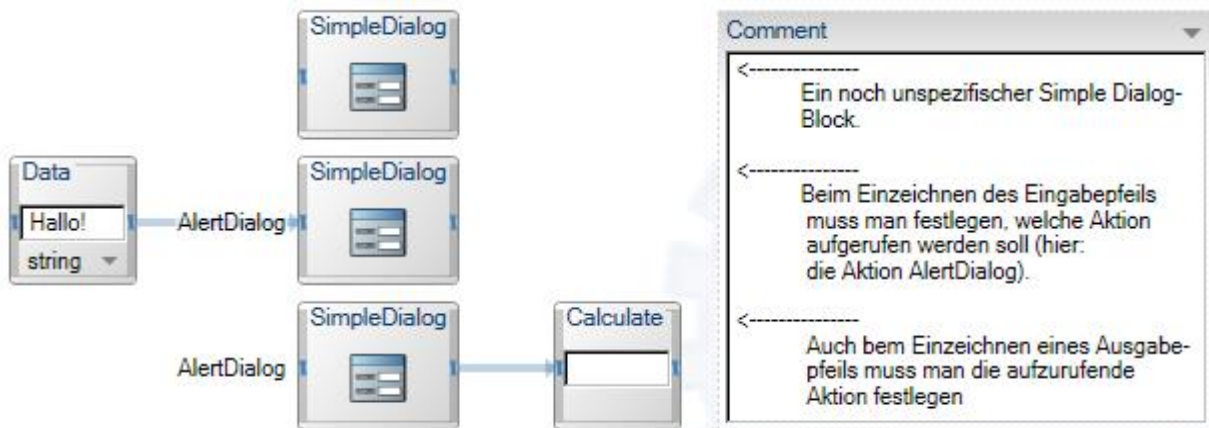 SimpleDialog
Data
Hallo!
string
AlertDialog
SimpleDialog
AlertDialog
SimpleDialog
Calculate
Comment
<---------------
Ein noch unspezifischer Simple Dialog-
Block.
<---------------
Beim Einzeichnen des Eingabepfeils
muss man festlegen, welche Aktion
aufgerufen werden soll (hier:
die Aktion AlertDialog).
<---------------
Auch bem Einzeichnen eines Ausgabe-
pfeils muss man die aufzurufende
Aktion festlegen